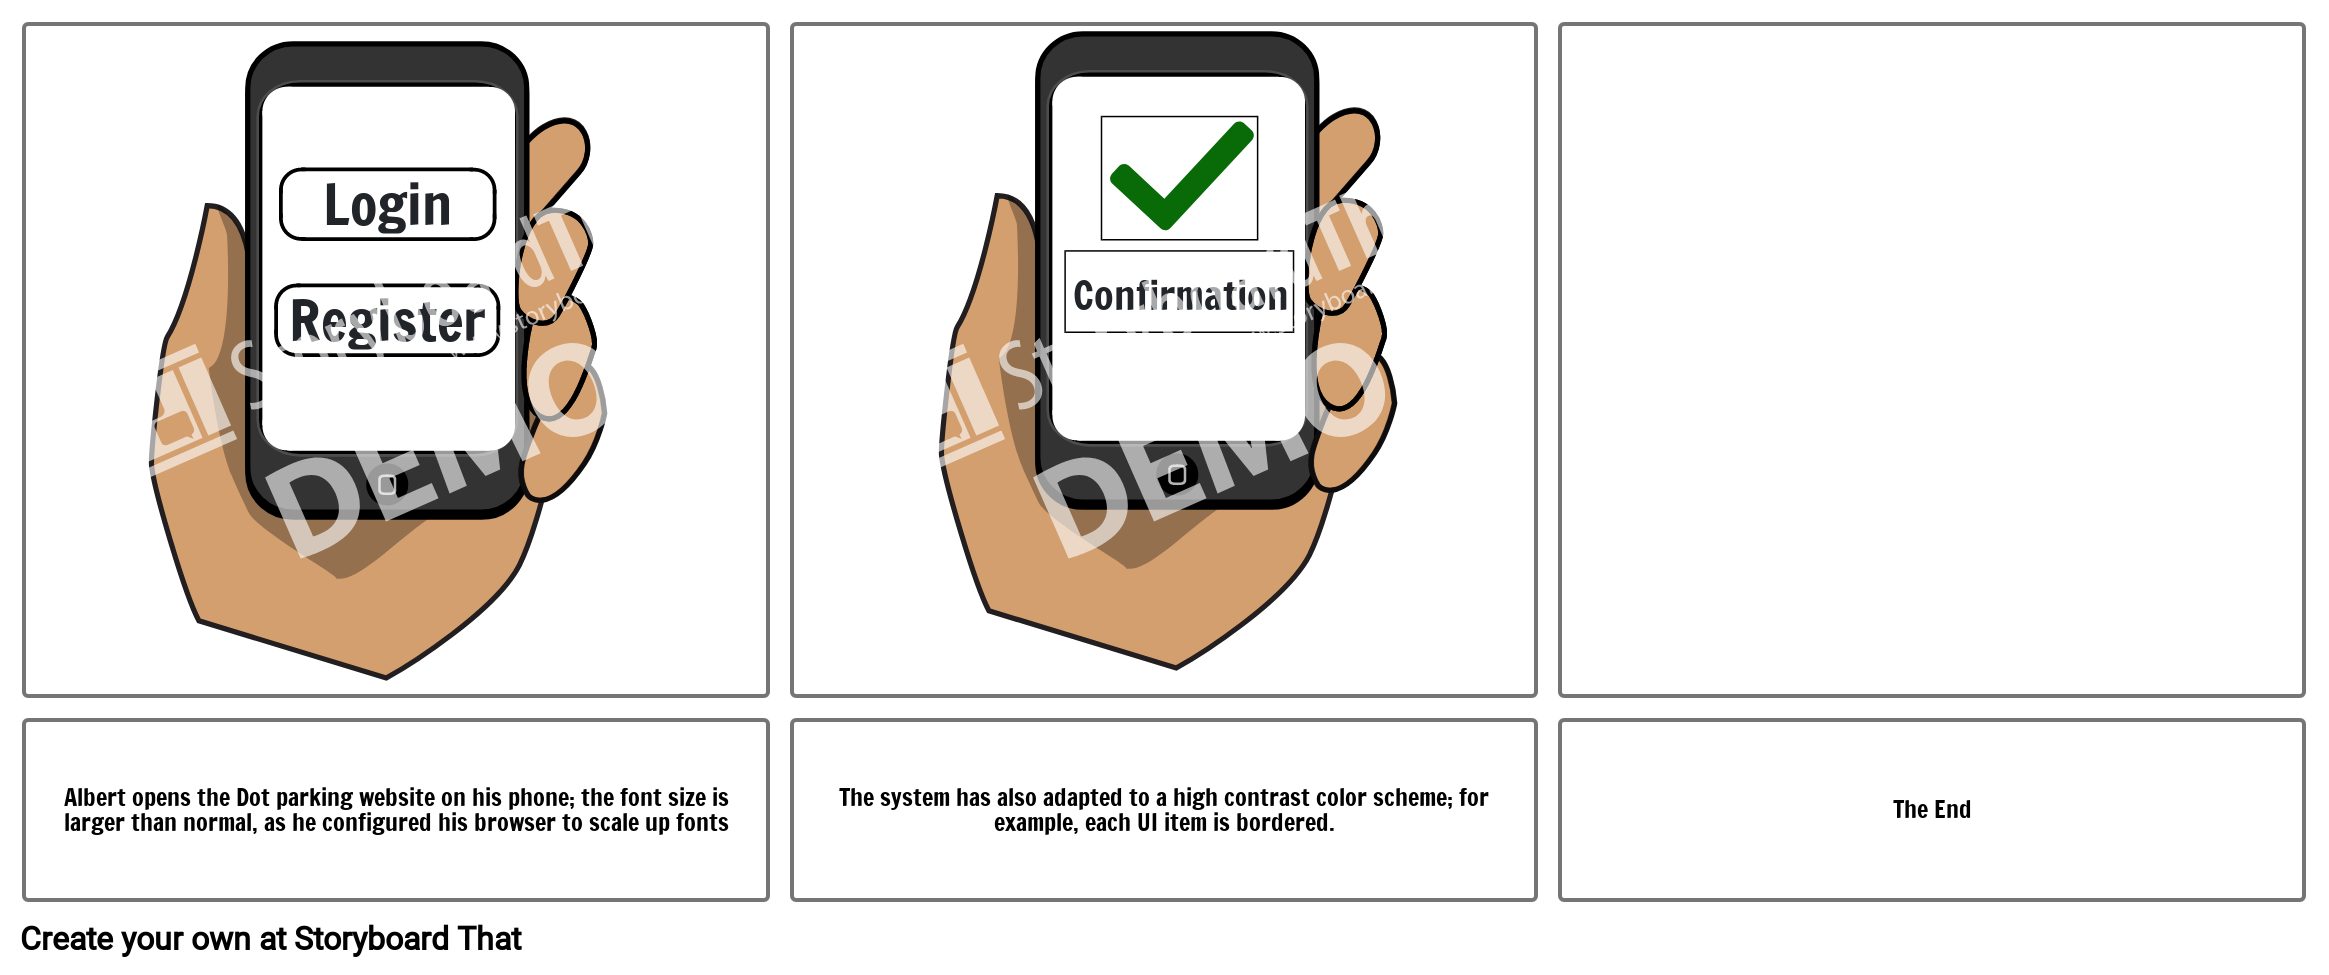 Login
Register
Confirmation
DEMO
DEMO
Albert opens the Dot parking website on his phone; the font size is
larger than normal, as he configured his browser to scale up fonts
The system has also adapted to a high contrast color scheme; for
example, each UI item is bordered.
The End
Create your own at Storyboard That